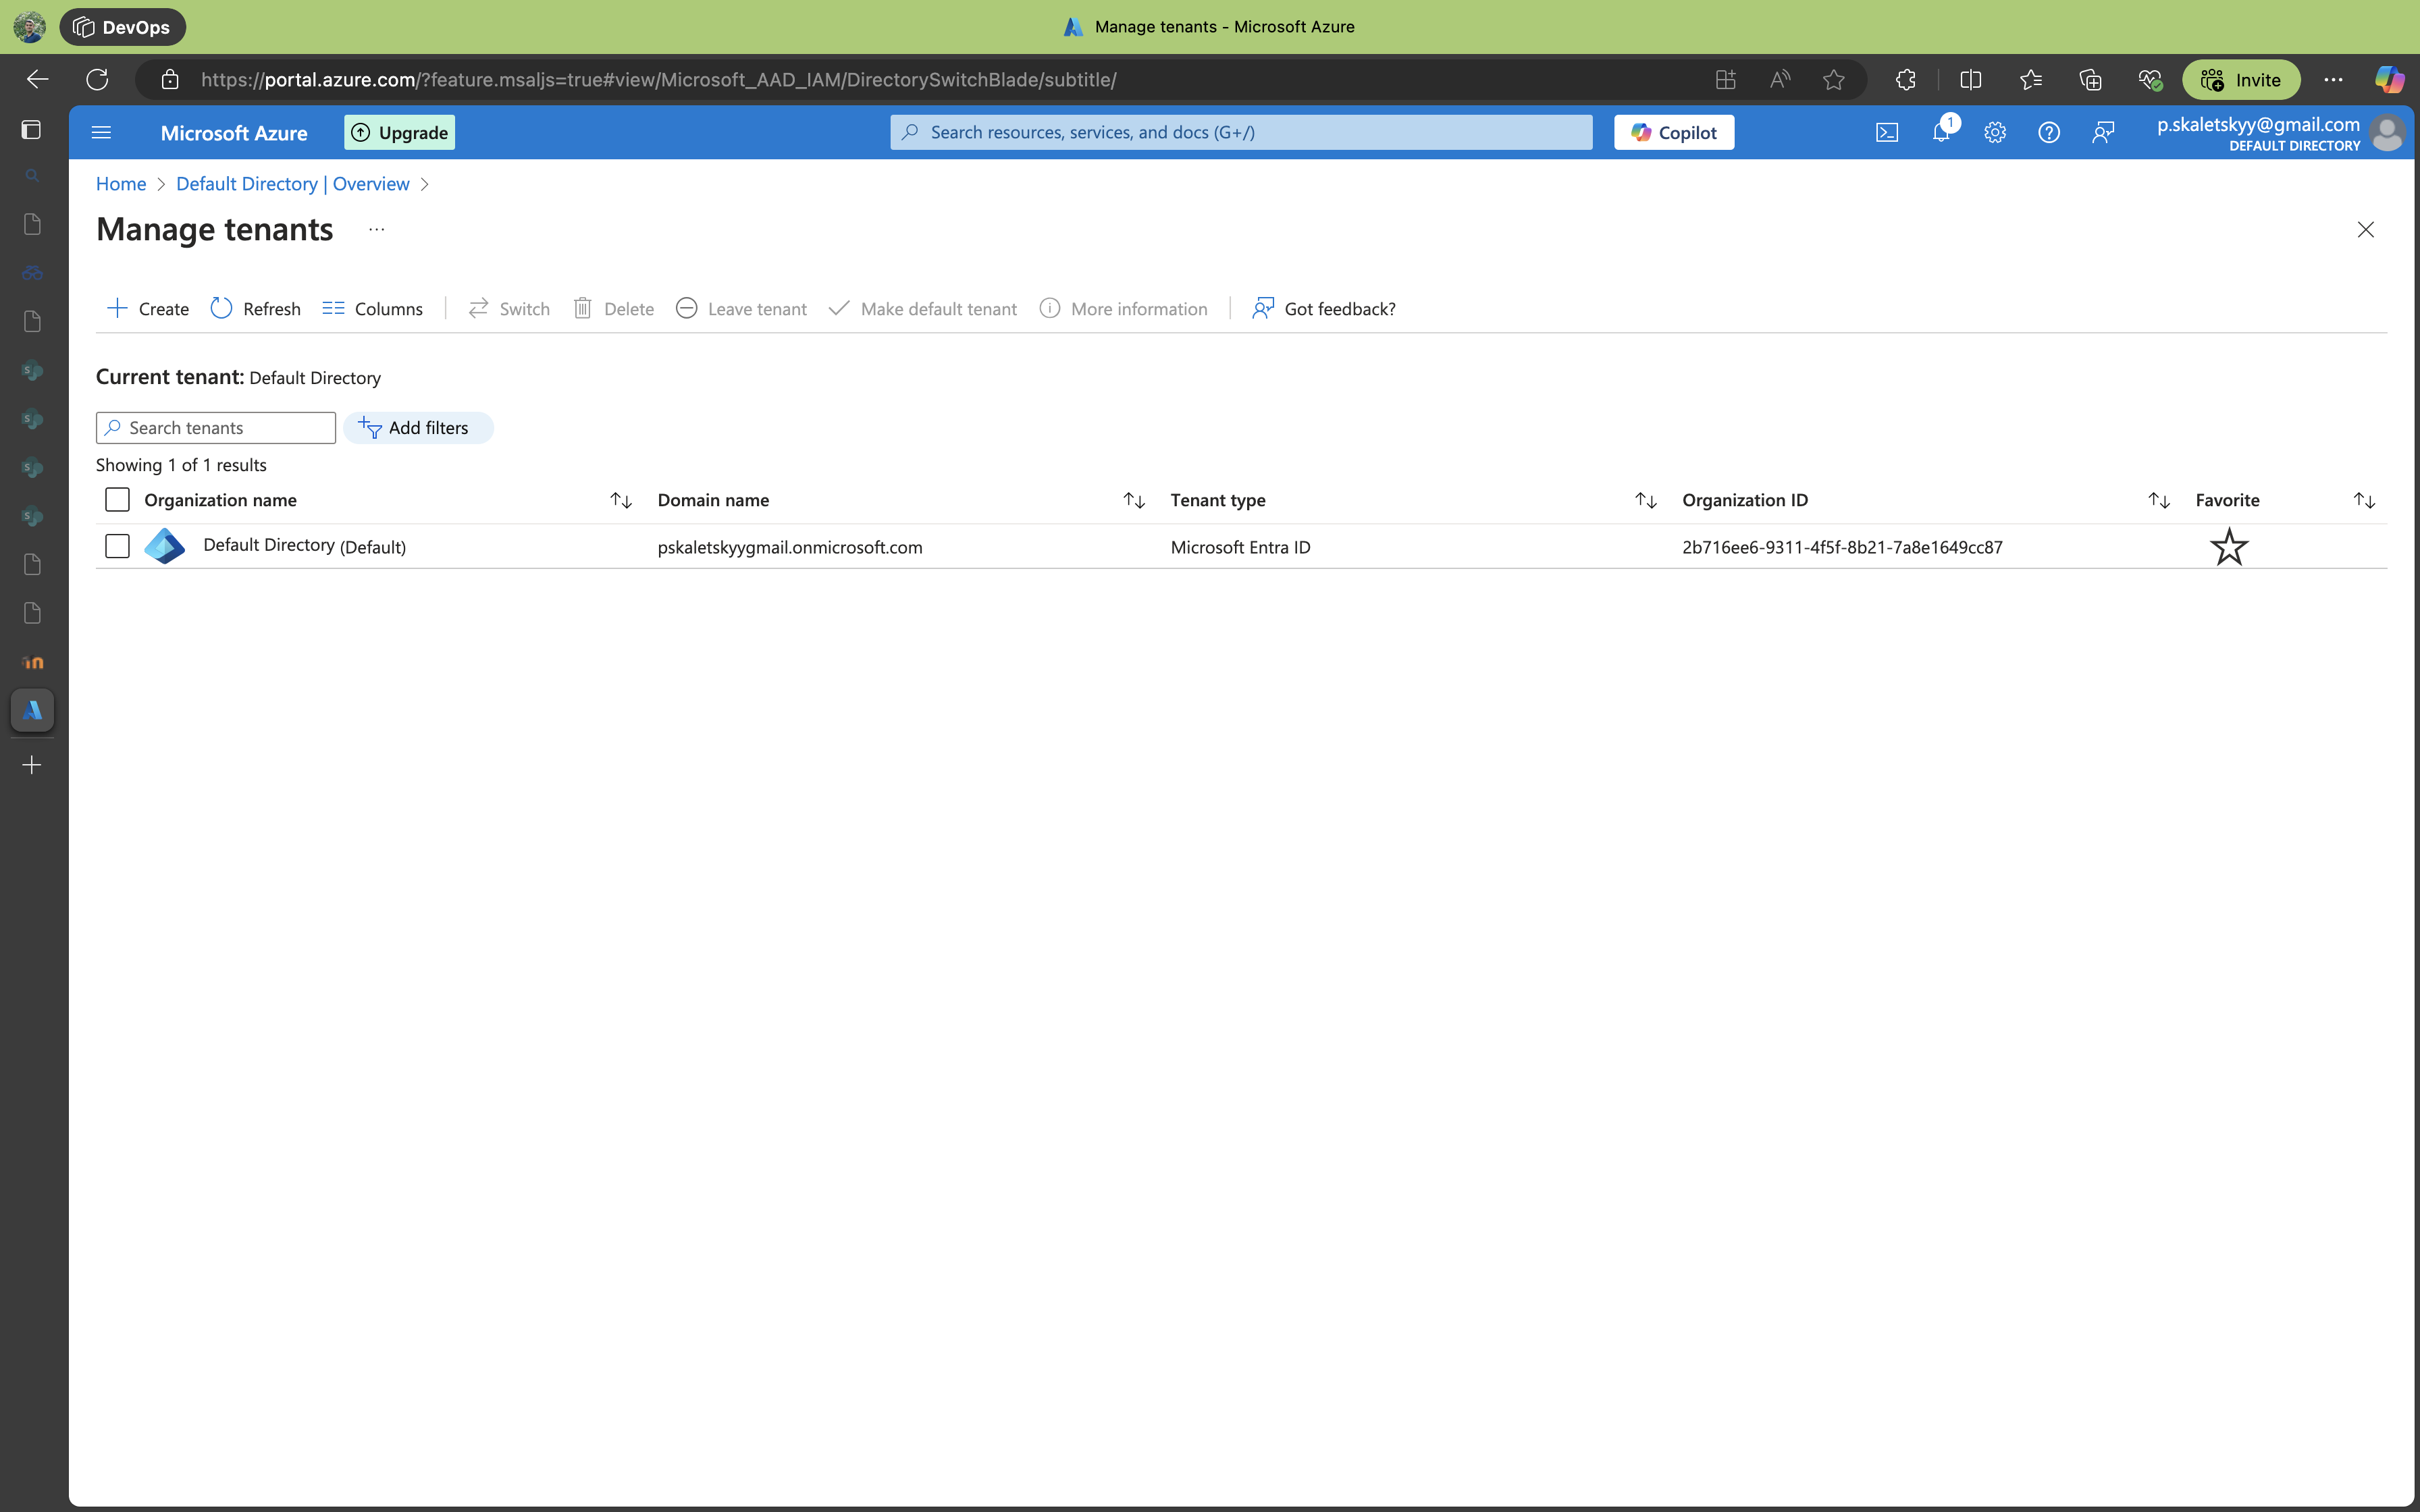 DevOps
Manage tenants - Microsoft Azure
https://portal.azure.com/?feature.msaljs=true#view/Microsoft_AAD_IAM/DirectorySwitchBlade/subtitle/
Invite
Microsoft Azure
Upgrade
Search resources, services, and docs (G+/)
Copilot
1
p.skaletskyy@gmail.com
DEFAULT DIRECTORY
Home > Default Directory | Overview >
Manage tenants
Create Refresh Columns Switch Delete Leave tenant Make default tenant More information Got feedback?
Current tenant: Default Directory
Search tenants
Add filters
Showing 1 of 1 results
Organization name Domain name Tenant type Organization ID Favorite
Default Directory (Default) pskaletskyygmail.onmicrosoft.com Microsoft Entra ID 2b716ee6-9311-4f5f-8b21-7a8e1649cc87